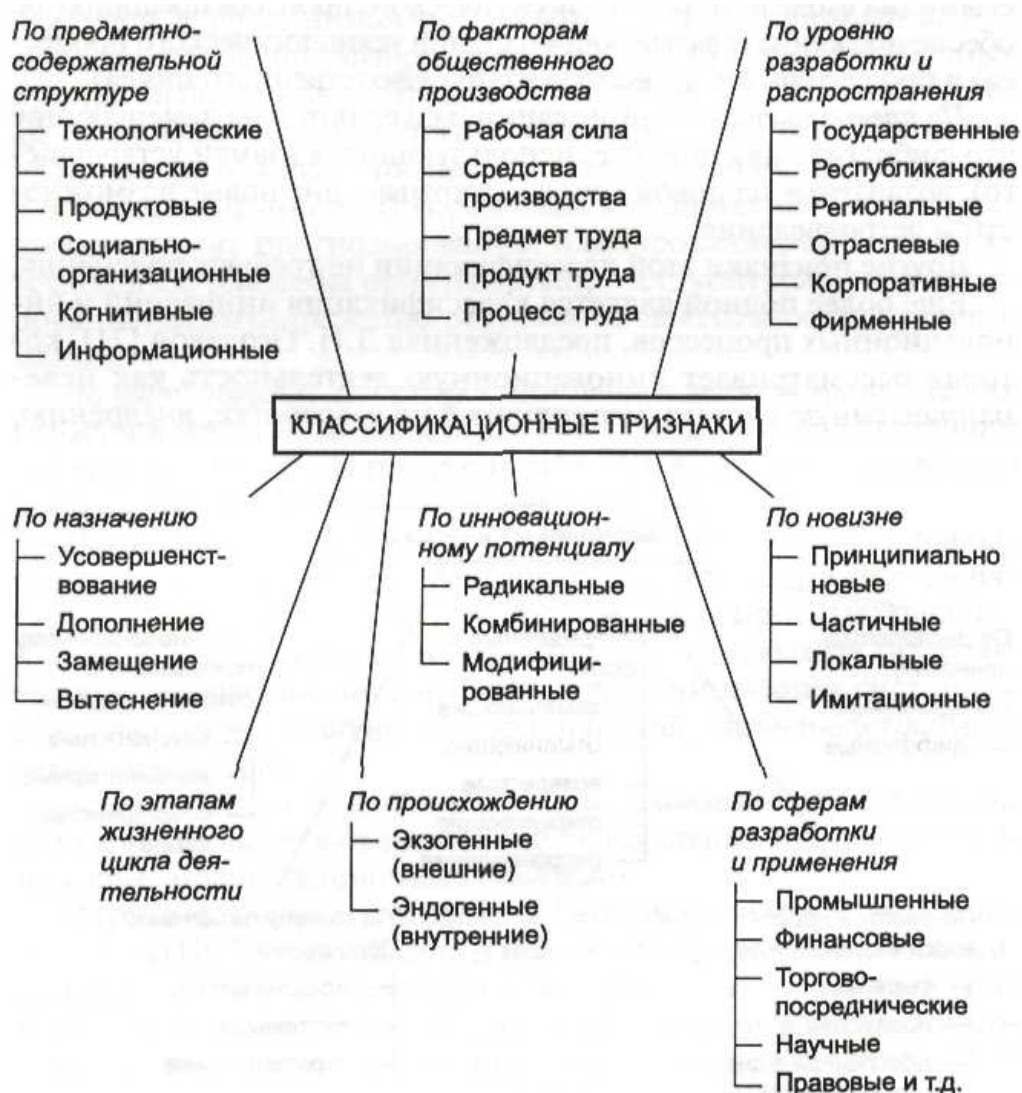 По предметно-
содержательной
структуре
Технологические
Технические
Продуктовые
Социально-
организационные
Когнитивные
Информационные
По факторам
общественного
производства
Рабочая сила
Средства
производства
Предмет труда
Продукт труда
Процесс труда
По уровню
разработки и
распространения
Государственные
Республиканские
Региональные
Отраслевые
Корпоративные
Фирменные
КЛАССИФИКАЦИОННЫЕ ПРИЗНАКИ
По назначению
Усовершенст-
вование
Дополнение
Замещение
Вытеснение
По инновацион-
ному потенциалу
Радикальные
Комбинированные
Модифици-
рованные
По новизне
Принципиально
новые
Частичные
Локальные
Имитационные
По этапам
жизненного
цикла дея-
тельности
По происхождению
Экзогенные
(внешние)
Эндогенные
(внутренние)
По сферам
разработки
и применения
Промышленные
Финансовые
Торгово-
посреднические
Научные
Правовые и т.д.